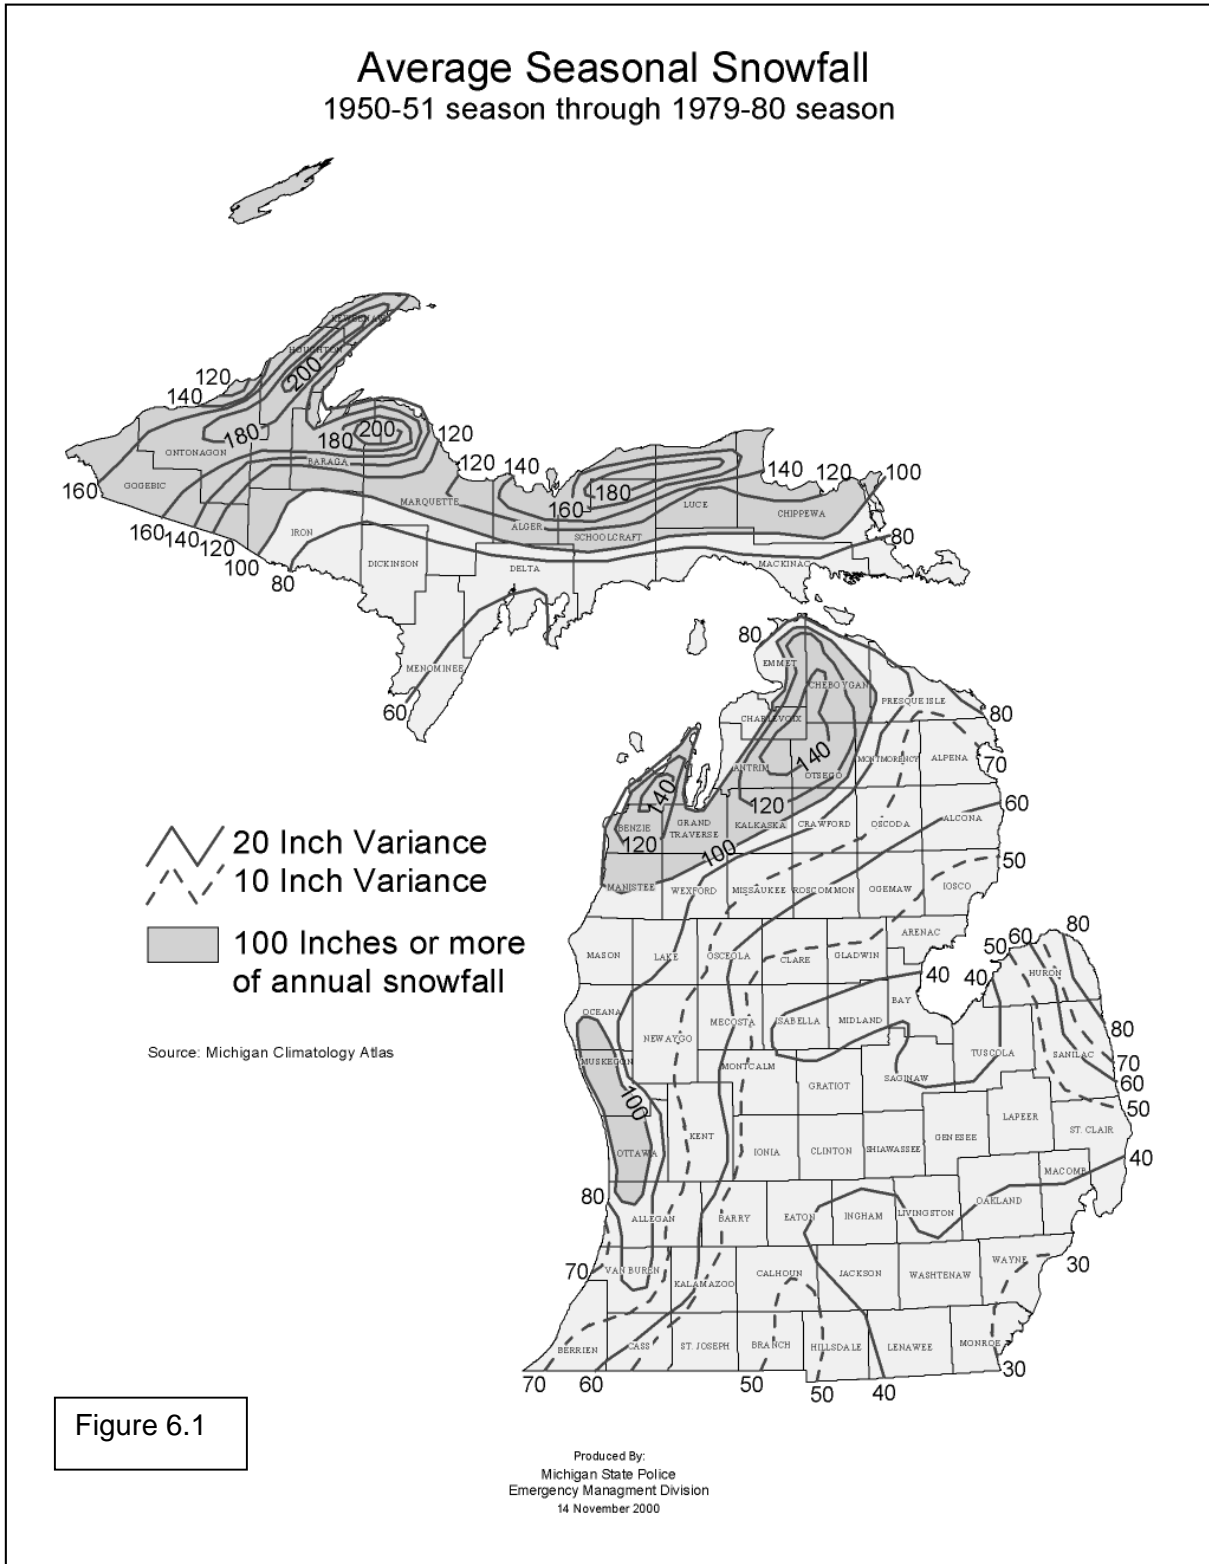 Average Seasonal Snowfall
1950-51 season through 1979-80 season
KEWEENAW
HOUGHTON
200
120
140
180
180
200
120
ONTONAGON
BARAGA
120
140
140
120
100
GOGEBIC
160
180
160
MARQUETTE
LUCE
ALGER
CHIPPEWA
SCHOOLCRAFT
160
140
120
100
80
IRON
DICKINSON
DELTA
MACKINAC
80
MENOMINEE
60
80
EMMET
CHEBOYGAN
PRESQUE ISLE
80
CHARLEVOIX
ANTRIM
140
OTSEGO
MONTMORENCY
ALPENA
70
140
120
60
BENZIE
GRAND
TRAVERSE
KALKASKA
CRAWFORD
OSCODA
ALCONA
120
100
50
MANISTEE
WEXFORD
MISSAUKEE
ROSCOMMON
OGEMAW
IOSCO
20 Inch Variance
10 Inch Variance
100 Inches or more
of annual snowfall
Source: Michigan Climatology Atlas
ARENAC
MASON
LAKE
OSCEOLA
CLARE
GLADWIN
50
60
80
40
40
HURON
OCEANA
NEWAYGO
MECOSTA
ISABELLA
MIDLAND
BAY
80
MUSKEGON
MONTCALM
GRATIOT
SAGINAW
TUSCOLA
SANILAC
70
60
50
100
OTTAWA
KENT
IONIA
CLINTON
SHIAWASSEE
GENESEE
LAPEER
ST. CLAIR
40
80
ALLEGAN
BARRY
EATON
INGHAM
LIVINGSTON
OAKLAND
MACOMB
70
VAN BUREN
KALAMAZOO
CALHOUN
JACKSON
WASHTENAW
WAYNE
30
BERRIEN
CASS
ST. JOSEPH
BRANCH
HILLSDALE
LENAWEE
MONROE
30
70
60
50
50
40
Figure 6.1
Produced By:
Michigan State Police
Emergency Managment Division
14 November 2000